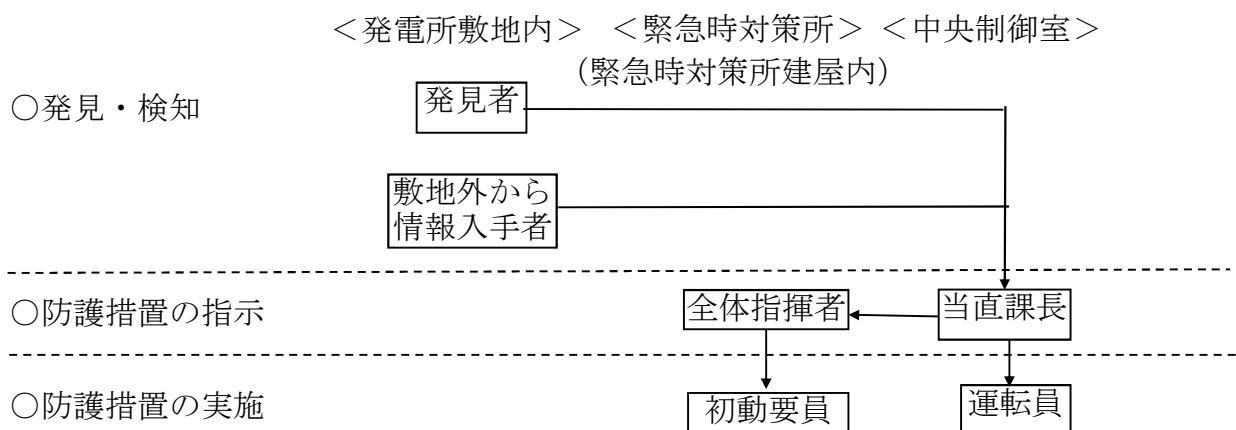 ＜発電所敷地内＞ ＜緊急時対策所＞ ＜中央制御室＞
（緊急時対策所建屋内）
○発見・検知
発見者
敷地外から
情報入手者
○防護措置の指示
全体指揮者
当直課長
○防護措置の実施
初動要員
運転員